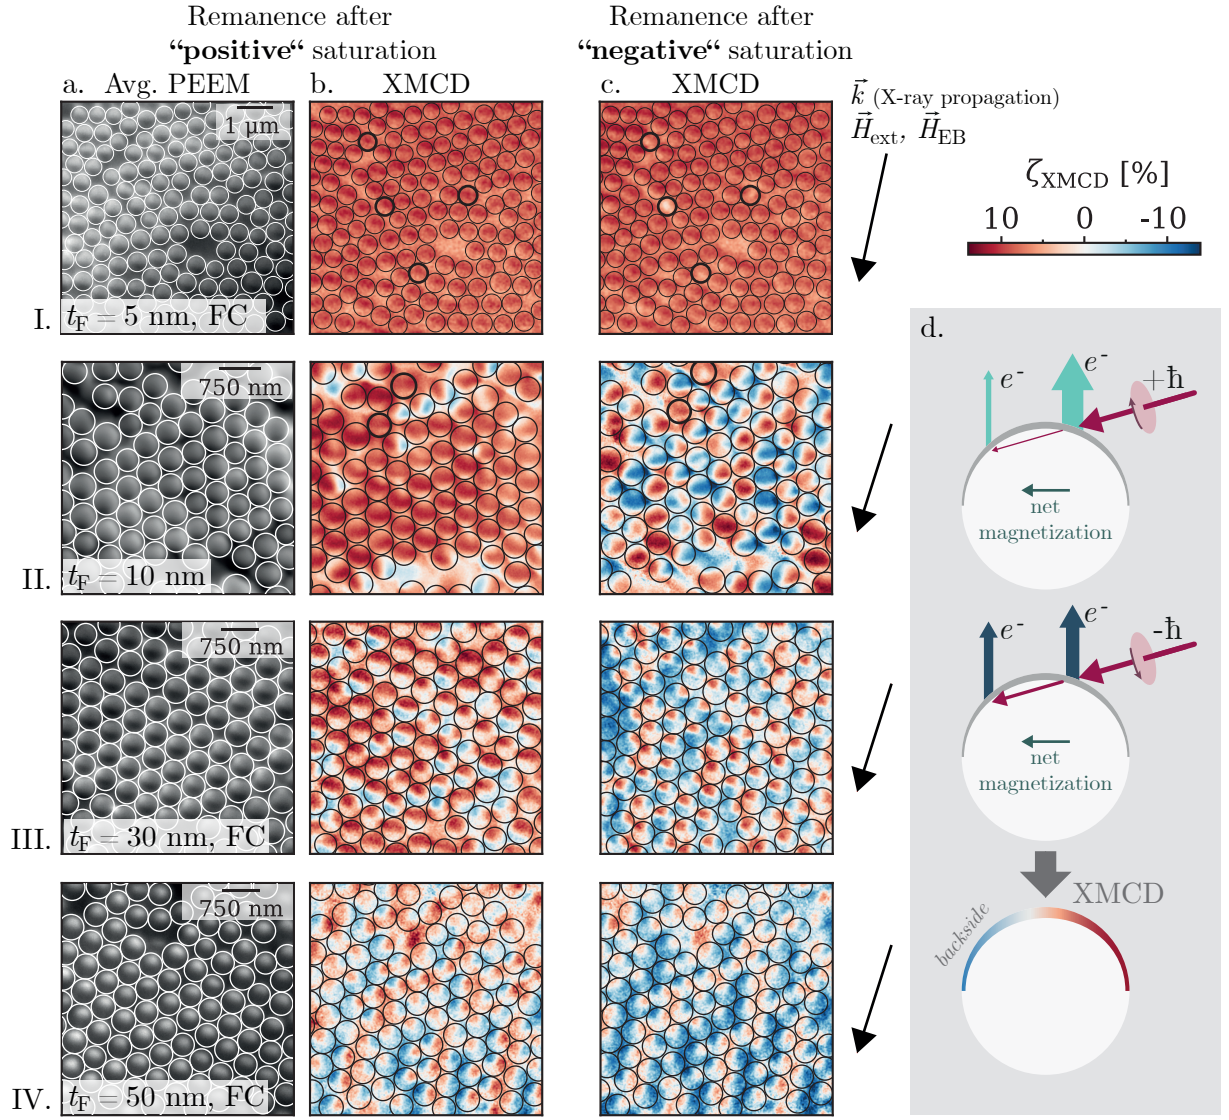 Remanence after
“positive“ saturation
Remanence after
“negative“ saturation
a. Avg. PEEM
b. XMCD
c. XMCD
k⃗ (X-ray propagation)
H⃗ext, H⃗EB
ζXMCD [%]
10 0 -10
1 µm
I. tF = 5 nm, FC
750 nm
II. tF = 10 nm
750 nm
III. tF = 30 nm, FC
750 nm
IV. tF = 50 nm, FC
d.
e- e- +ħ
net
magnetization
e- e- -ħ
net
magnetization
XMCD
backside